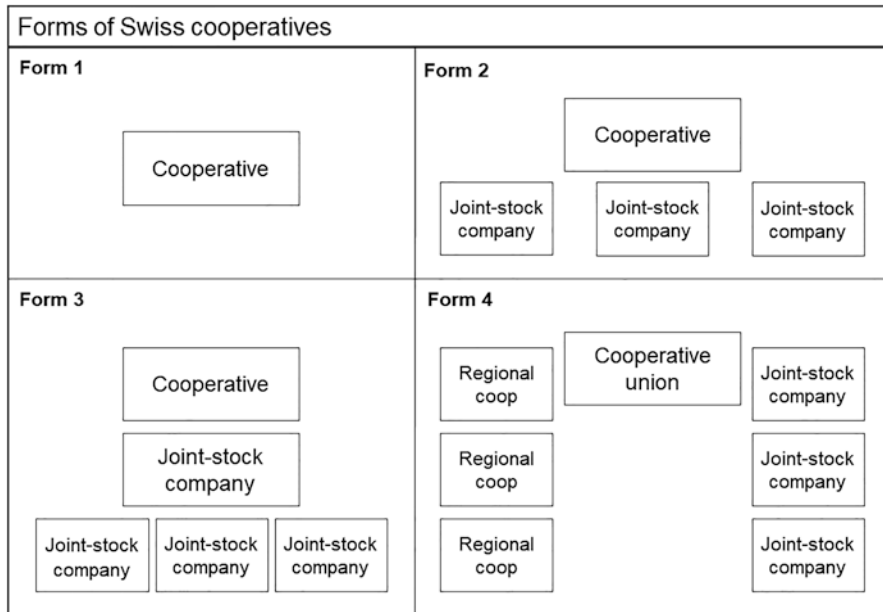 Forms of Swiss cooperatives
Form 1
Cooperative
Form 2
Cooperative
Joint-stock
company
Joint-stock
company
Joint-stock
company
Form 3
Cooperative
Joint-stock
company
Joint-stock
company
Joint-stock
company
Joint-stock
company
Form 4
Cooperative
union
Regional
coop
Joint-stock
company
Regional
coop
Joint-stock
company
Regional
coop
Joint-stock
company